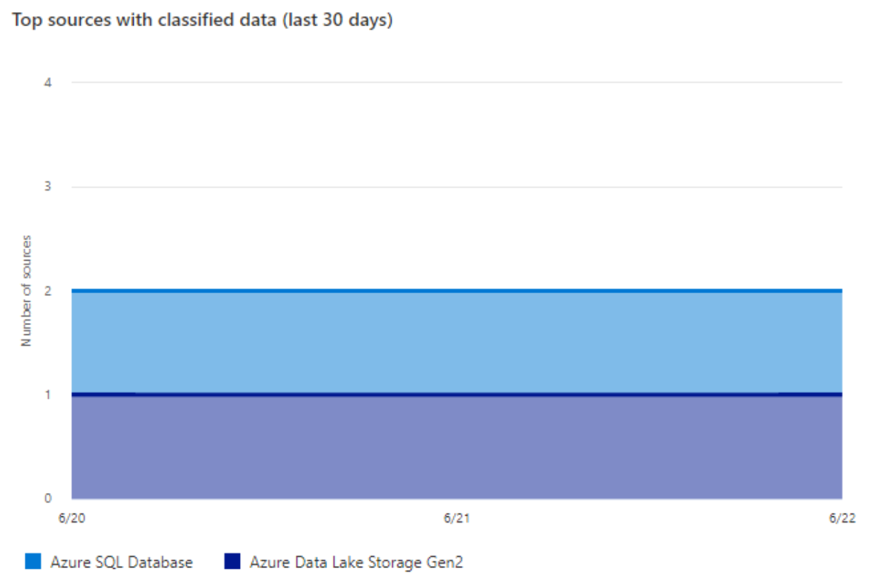 Top sources with classified data (last 30 days)
4
3
2
1
0
Number of sources
6/20 6/21 6/22
Azure SQL Database Azure Data Lake Storage Gen2